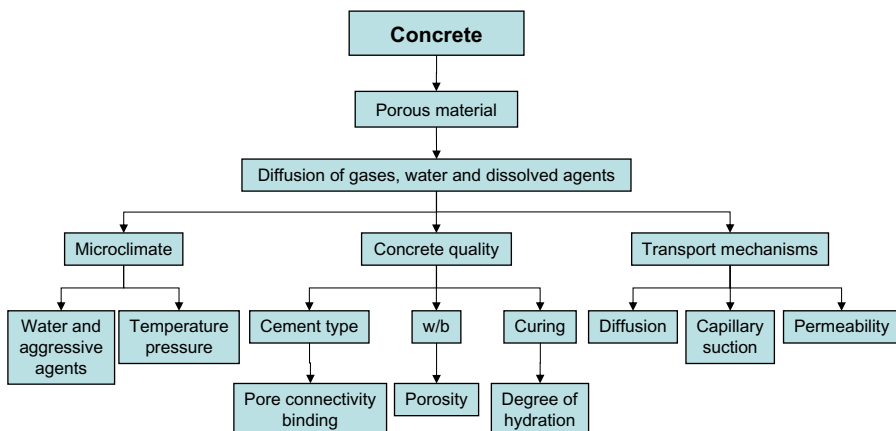 Concrete
Porous material
Diffusion of gases, water and dissolved agents
Microclimate
Concrete quality
Transport mechanisms
Water and
aggressive
agents
Temperature
pressure
Cement type
w/b
Curing
Diffusion
Capillary
suction
Permeability
Pore connectivity
binding
Porosity
Degree of
hydration